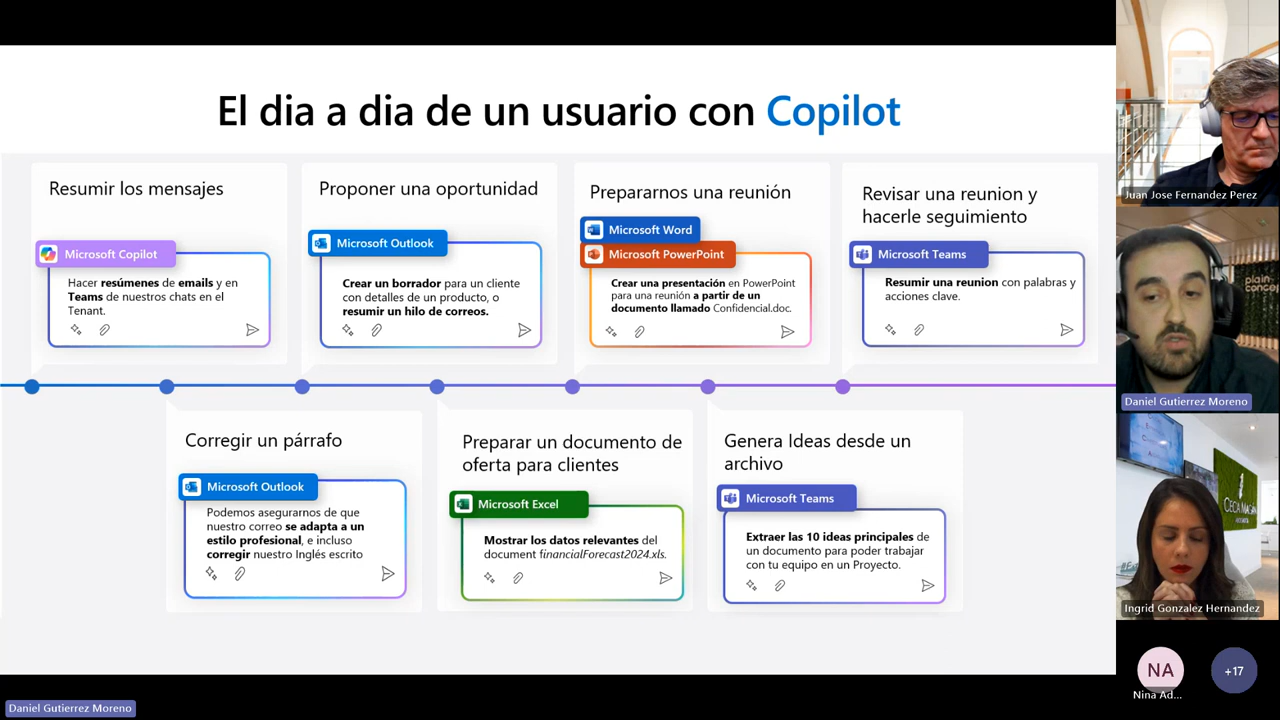 El dia a dia de un usuario con Copilot
Resumir los mensajes
Microsoft Copilot
Hacer resúmenes de emails y en
Teams de nuestros chats en el
Tenant.
Proponer una oportunidad
Microsoft Outlook
Crear un borrador para un cliente
con detalles de un producto, o
resumir un hilo de correos.
Prepararnos una reunión
Microsoft Word
Microsoft PowerPoint
Crear una presentación en PowerPoint
para una reunión a partir de un
documento llamado Confidencial.doc.
Revisar una reunion y
hacerle seguimiento
Microsoft Teams
Resumir una reunion con palabras y
acciones clave.
Corregir un párrafo
Microsoft Outlook
Podemos asegurarnos de que
nuestro correo se adapta a un
estilo profesional, e incluso
corregir nuestro Inglés escrito
Preparar un documento de
oferta para clientes
Microsoft Excel
Mostrar los datos relevantes del
document financialForecast2024.xls.
Genera Ideas desde un
archivo
Microsoft Teams
Extraer las 10 ideas principales de
un documento para poder trabajar
con tu equipo en un Proyecto.
Daniel Gutierrez Moreno
Juan Jose Fernandez Perez
plain
concep
Daniel Gutierrez Moreno
CECA MAGÁN
Ingrid Gonzalez Hernandez
NA
Nina Ad...
+17